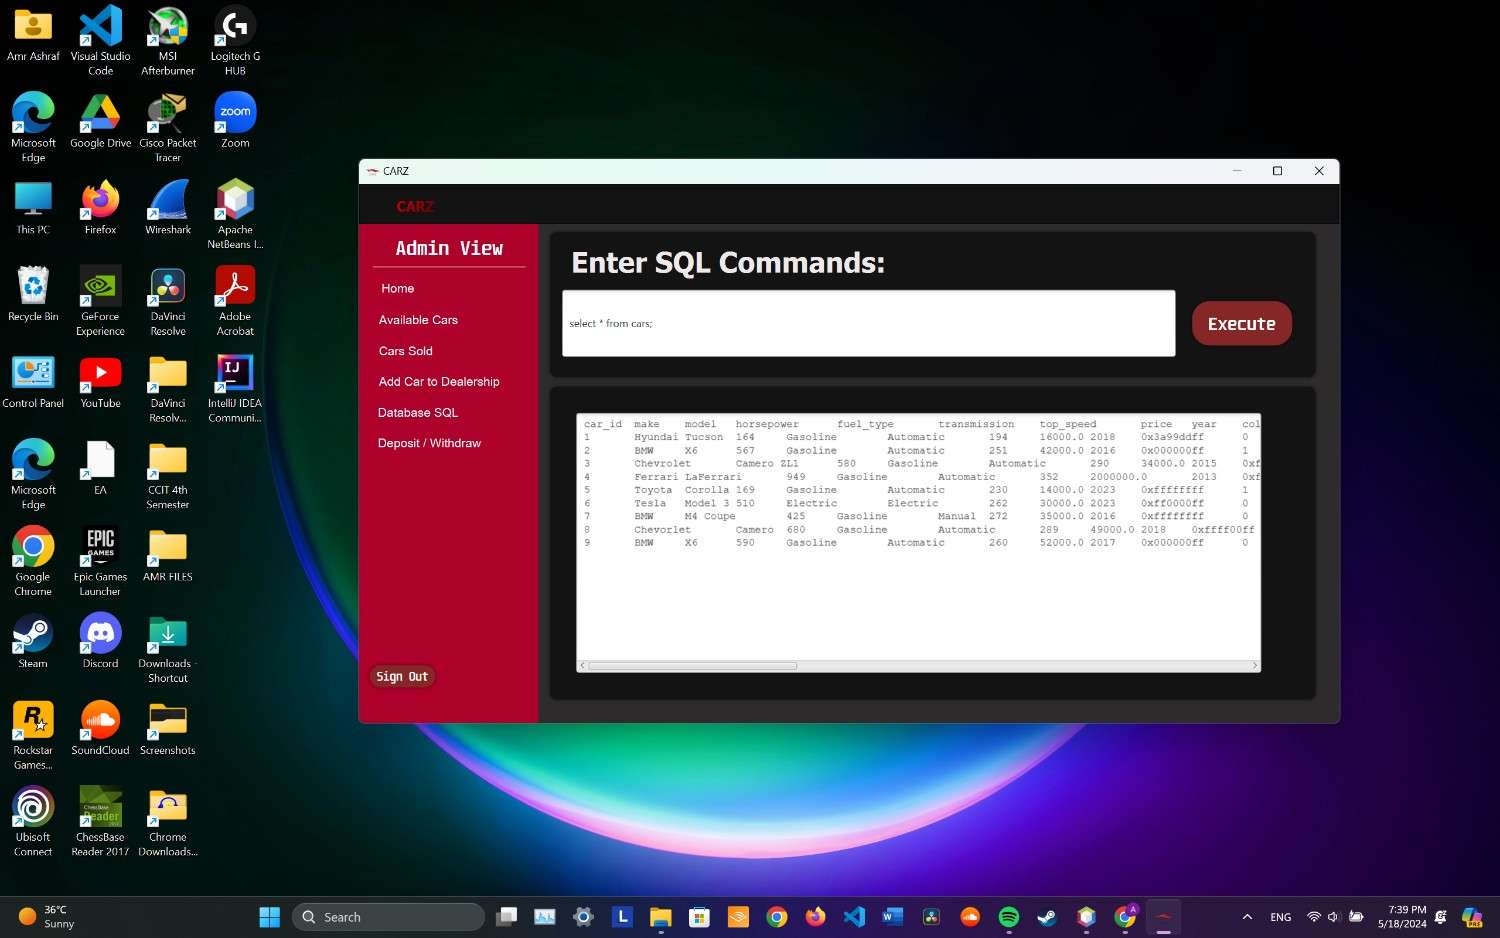 Amr Ashraf
Visual Studio
Code
MSI
Afterburner
Logitech G
HUB
Microsoft
Edge
Google Drive
Cisco Packet
Tracer
zoom
Zoom
This PC
Firefox
Wireshark
Apache
NetBeans I...
Recycle Bin
GeForce
Experience
DaVinci
Resolve
Adobe
Acrobat
Control Panel
YouTube
DaVinci
Resolv...
IJ
IntelliJ IDEA
Communi...
Microsoft
Edge
EA
CCIT 4th
Semester
Google
Chrome
EPIC
GAMES
Epic Games
Launcher
AMR FILES
Steam
Discord
Downloads -
Shortcut
Rockstar
Games...
SoundCloud
Screenshots
Ubisoft
Connect
ChessBase
Reader
ChessBase
Reader 2017
Chrome
Downloads...
CARZ
CARZ
Admin View
Home
Available Cars
Cars Sold
Add Car to Dealership
Database SQL
Deposit / Withdraw
Sign Out
Enter SQL Commands:
select * from cars;
Execute
car_id make model horsepower fuel_type transmission top_speed price year col
1 Hyundai Tucson 164 Gasoline Automatic 194 16000.0 2018 0x3a99ddff 0
2 BMW X6 567 Gasoline Automatic 251 42000.0 2016 0x000000ff 1
3 Chevrolet Camero ZL1 580 Gasoline Automatic 290 34000.0 2015 0xf
4 Ferrari LaFerrari 949 Gasoline Automatic 352 2000000.0 2013 0xf
5 Toyota Corolla 169 Gasoline Automatic 230 14000.0 2023 0xffffffff 1
6 Tesla Model 3 510 Electric Electric 262 30000.0 2023 0xff0000ff 0
7 BMW M4 Coupe 425 Gasoline Manual 272 35000.0 2016 0xffffffff 0
8 Chevorlet Camero 680 Gasoline Automatic 289 49000.0 2018 0xffff00ff
9 BMW X6 590 Gasoline Automatic 260 52000.0 2017 0x000000ff 0
36°C
Sunny
Search
L
A
ENG
7:39 PM
5/18/2024
PRE